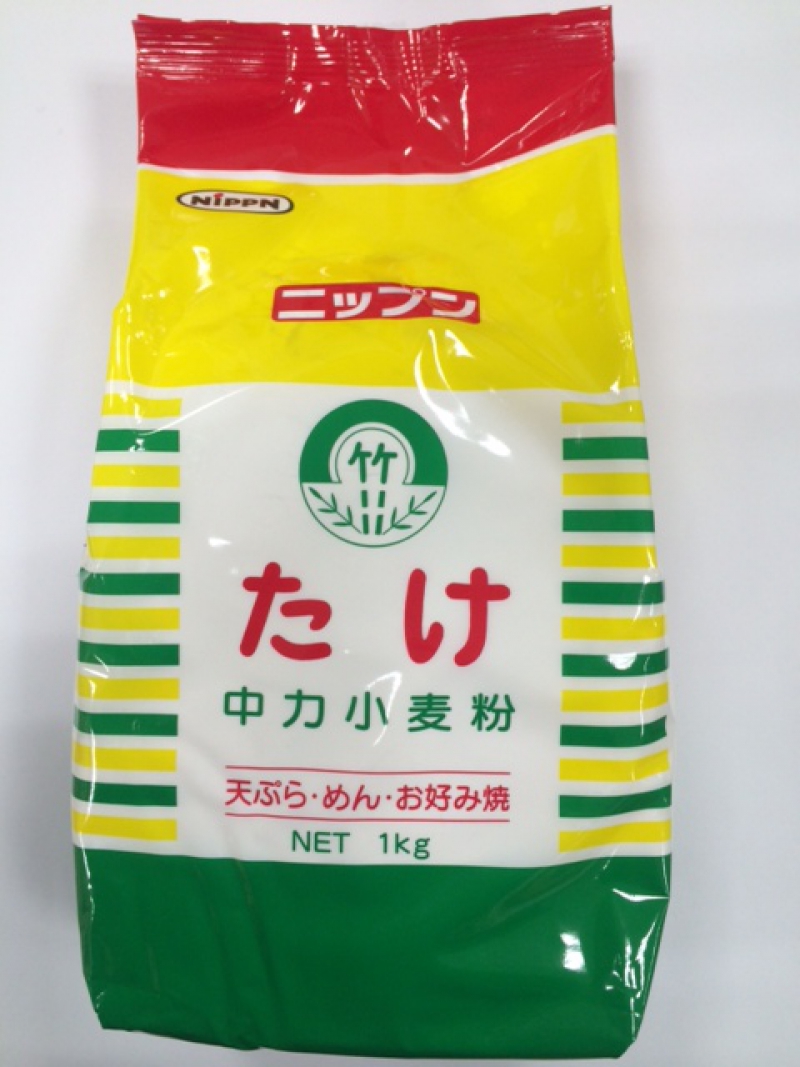 NIPPN
ニップン
竹
たけ
中力小麦粉
天ぷら・めん・お好み焼
NET 1kg